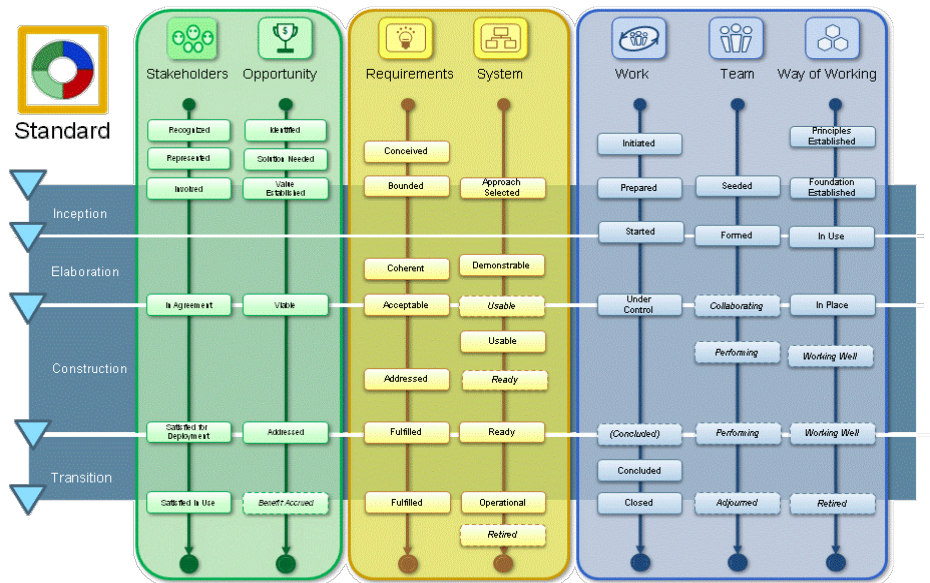 Standard
Stakeholders
Opportunity
Requirements
System
Work
Team
Way of Working
Inception
Elaboration
Construction
Transition
Recognized
Represented
Involved
In Agreement
Satisfied for
Deployment
Satisfied In Use
$
Identified
Solution Needed
Value
Established
Viable
Addressed
Benefit Accrued
Conceived
Bounded
Coherent
Acceptable
Addressed
Fulfilled
Fulfilled
Approach
Selected
Demonstrable
Usable
Usable
Ready
Ready
Operational
Retired
Initiated
Prepared
Started
Under
Control
(Concluded)
Concluded
Closed
Seeded
Formed
Collaborating
Performing
Performing
Adjourned
Principles
Established
Foundation
Established
In Use
In Place
Working Well
Working Well
Retired